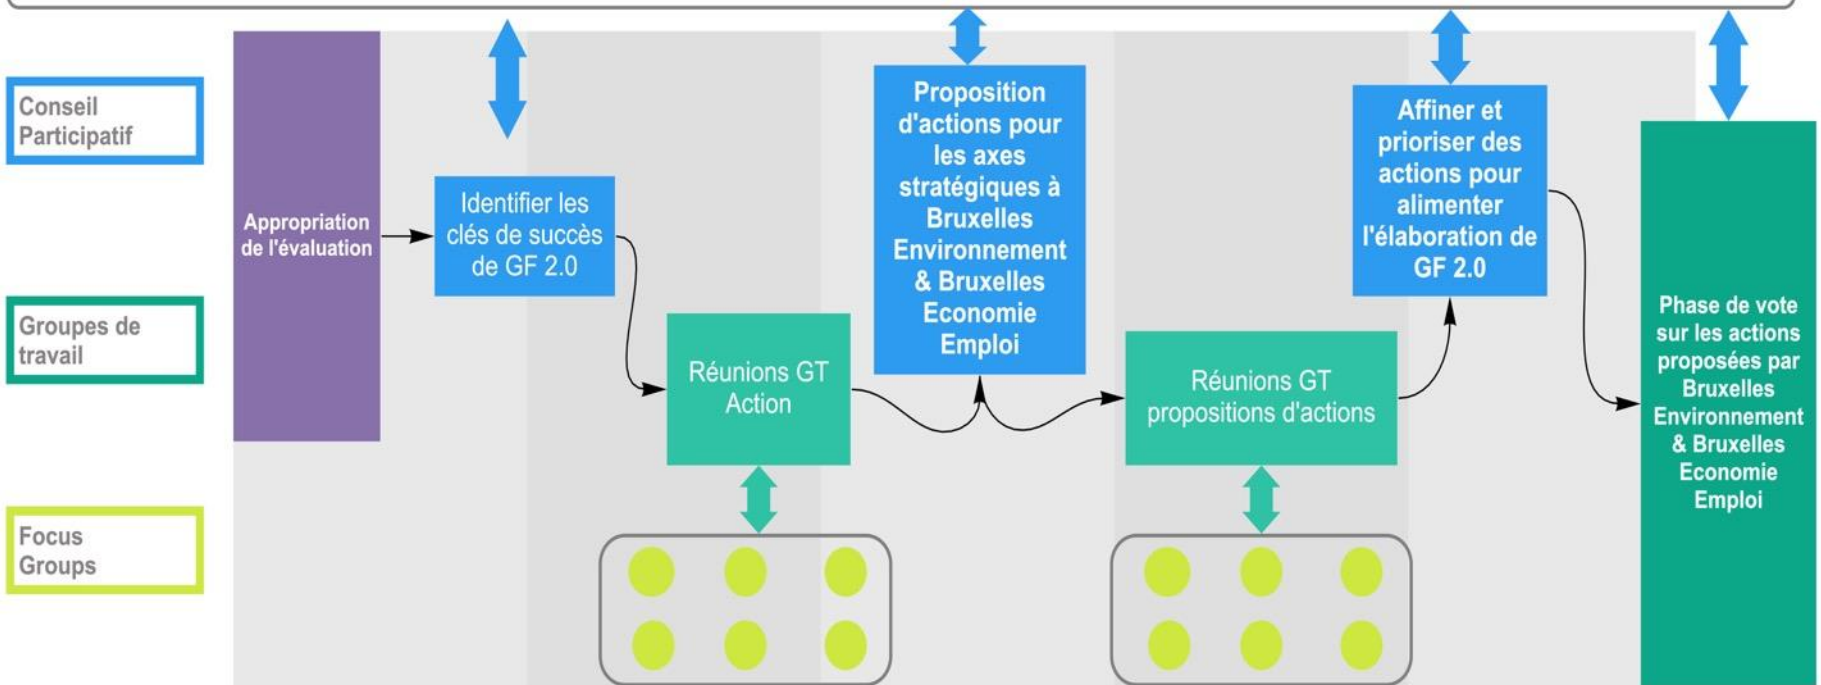 Conseil
Participatif
Groupes de
travail
Focus
Groups
Appropriation
de l'évaluation
Identifier les
clés de succès
de GF 2.0
Réunions GT
Action
Proposition
d'actions pour
les axes
stratégiques à
Bruxelles
Environnement
& Bruxelles
Economie
Emploi
Réunions GT
propositions d'actions
Affiner et
prioriser des
actions pour
alimenter
l'élaboration de
GF 2.0
Phase de vote
sur les actions
proposées par
Bruxelles
Environnement
& Bruxelles
Economie
Emploi